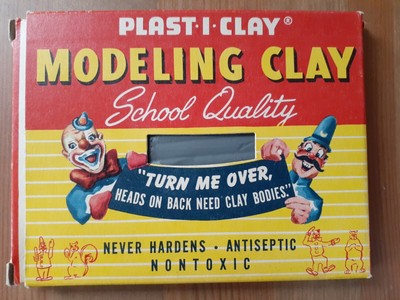 PLAST·I·CLAY®
MODELING CLAY
School Quality
"TURN ME OVER,
HEADS ON BACK NEED CLAY BODIES."
NEVER HARDENS • ANTISEPTIC
NONTOXIC